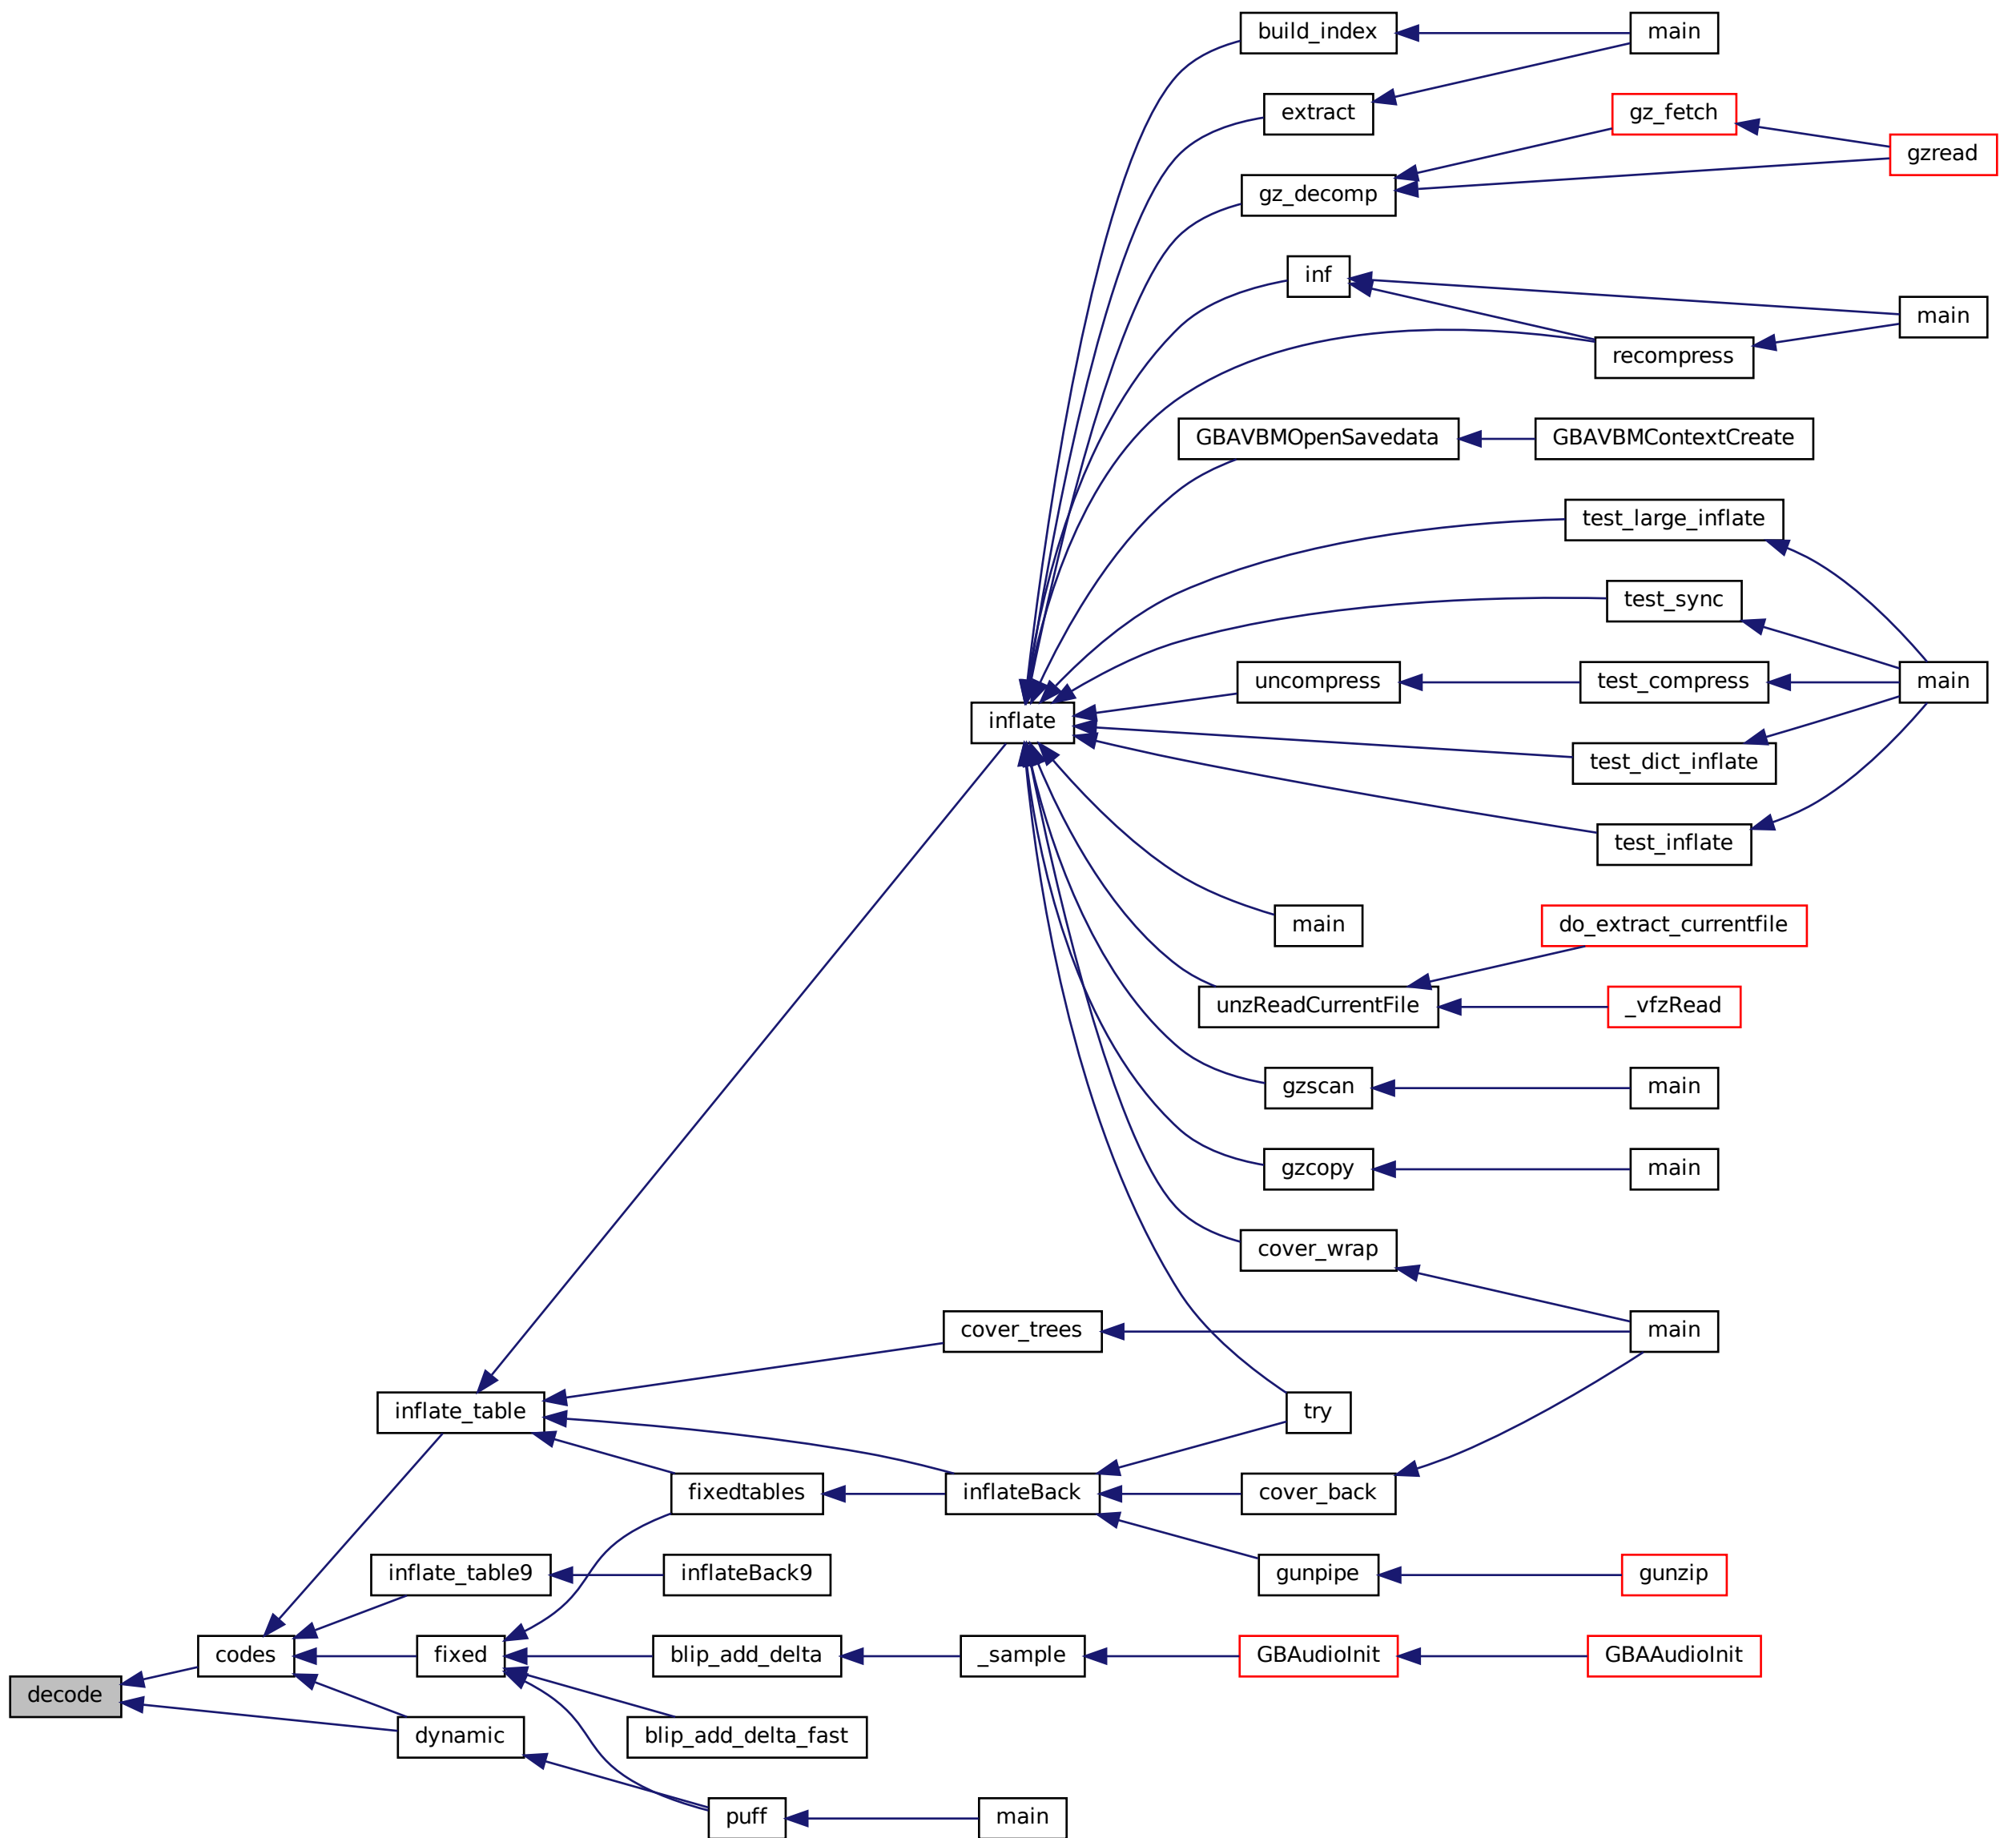 build_index
main
extract
gz_fetch
gzread
gz_decomp
inf
main
recompress
GBAVBMOpenSavedata
GBAVBMContextCreate
test_large_inflate
test_sync
uncompress
test_compress
main
inflate
test_dict_inflate
test_inflate
main
do_extract_currentfile
unzReadCurrentFile
_vfzRead
gzscan
main
gzcopy
main
cover_wrap
cover_trees
main
inflate_table
try
fixedtables
inflateBack
cover_back
inflate_table9
inflateBack9
gunpipe
gunzip
codes
fixed
blip_add_delta
_sample
GBAudioInit
GBAAudioInit
decode
dynamic
blip_add_delta_fast
puff
main